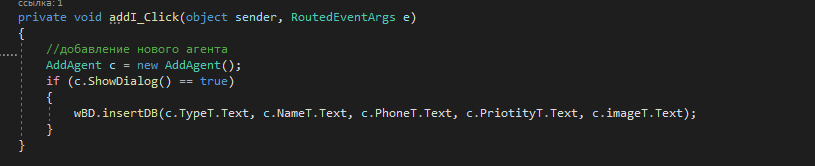 ссылка: 1
private void addI_Click(object sender, RoutedEventArgs e)
{
//добавление нового агента
AddAgent c = new AddAgent();
if (c.ShowDialog() == true)
{
wBD.insertDB(c.TypeT.Text, c.NameT.Text, c.PhoneT.Text, c.PriotityT.Text, c.imageT.Text);
}
}